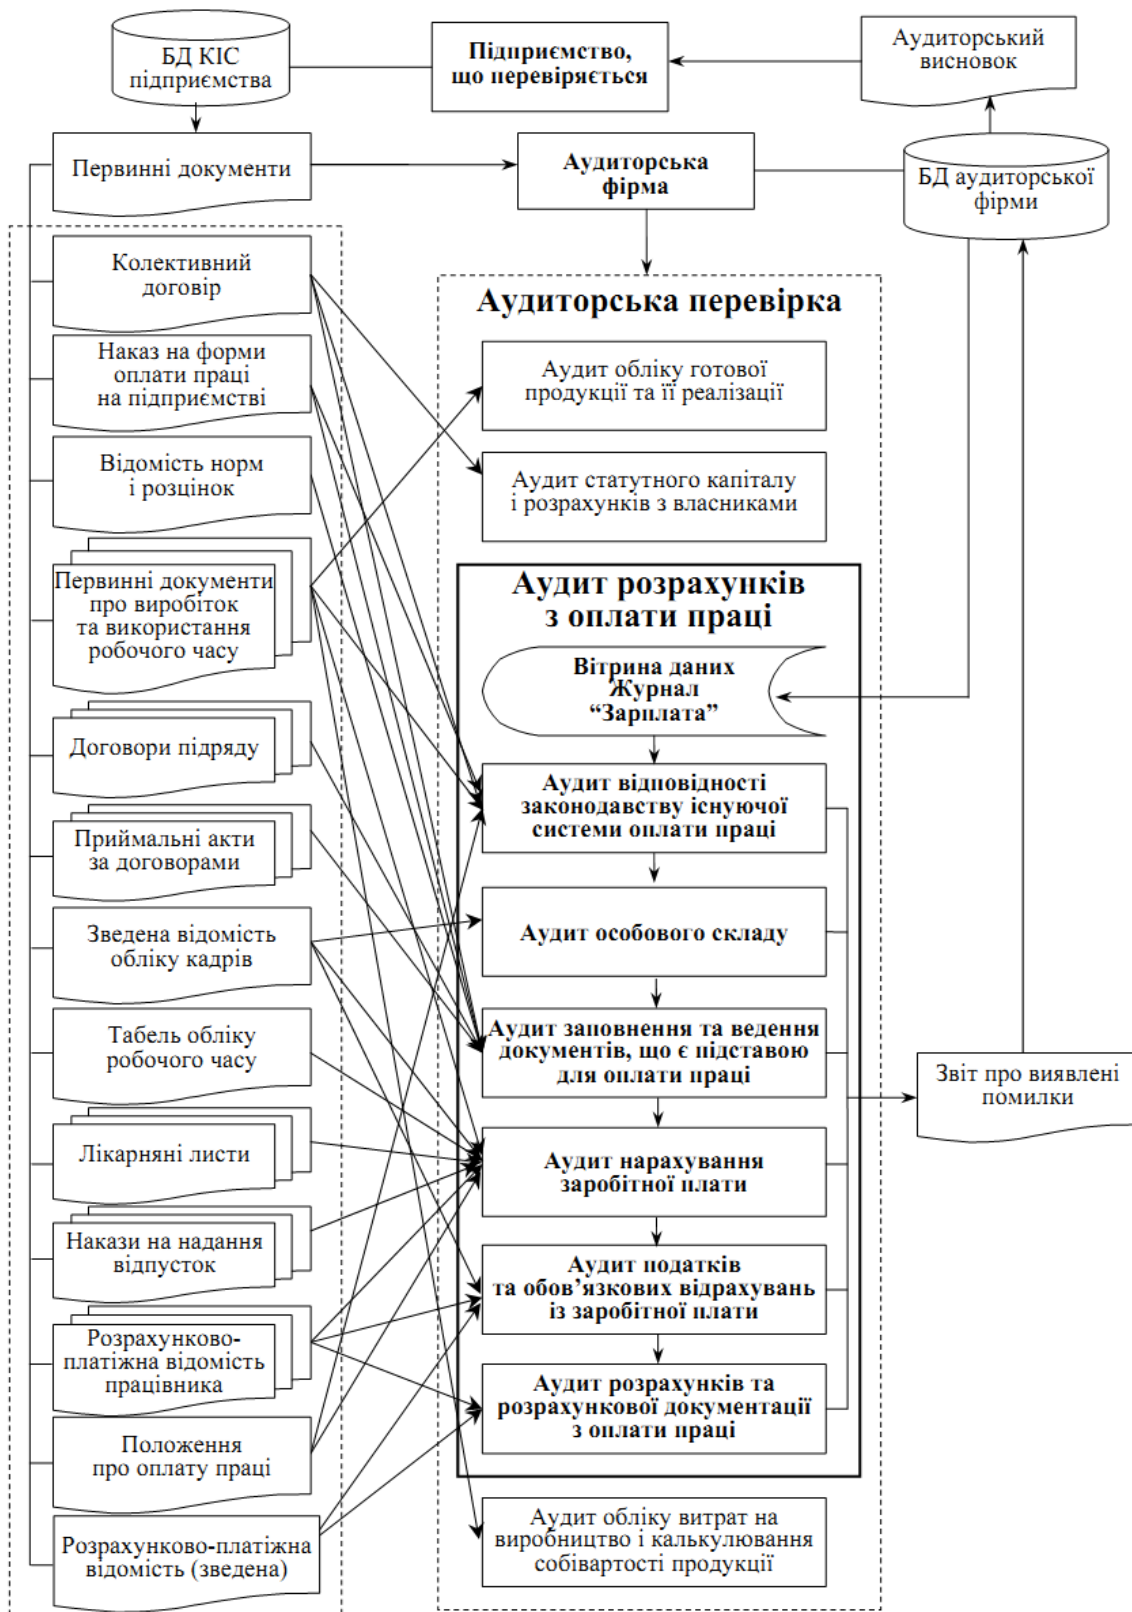 БД КІС
підприємства
Підприємство,
що перевіряється
Аудиторський
висновок
Первинні документи
Аудиторська
фірма
БД аудиторської
фірми
Колективний
договір
Наказ на форми
оплати праці
на підприємстві
Відомість норм
і розцінок
Первинні документи
про виробіток
та використання
робочого часу
Договори підряду
Приймальні акти
за договорами
Зведена відомість
обліку кадрів
Табель обліку
робочого часу
Лікарняні листи
Накази на надання
відпусток
Розрахунково-
платіжна відомість
працівника
Положення
про оплату праці
Розрахунково-платіжна
відомість (зведена)
Аудиторська перевірка
Аудит обліку готової
продукції та її реалізації
Аудит статутного капіталу
і розрахунків з власниками
Аудит розрахунків
з оплати праці
Вітрина даних
Журнал
“Зарплата”
Аудит відповідності
законодавству існуючої
системи оплати праці
Аудит особового складу
Аудит заповнення та ведення
документів, що є підставою
для оплати праці
Аудит нарахування
заробітної плати
Аудит податків
та обов’язкових відрахувань
із заробітної плати
Аудит розрахунків та
розрахункової документації
з оплати праці
Аудит обліку витрат на
виробництво і калькулювання
собівартості продукції
Звіт про виявлені
помилки